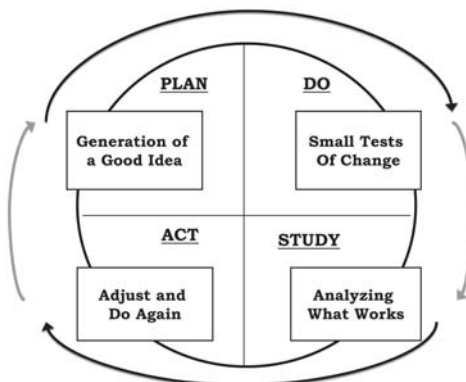 PLAN
Generation of
a Good Idea
DO
Small Tests
Of Change
ACT
Adjust and
Do Again
STUDY
Analyzing
What Works